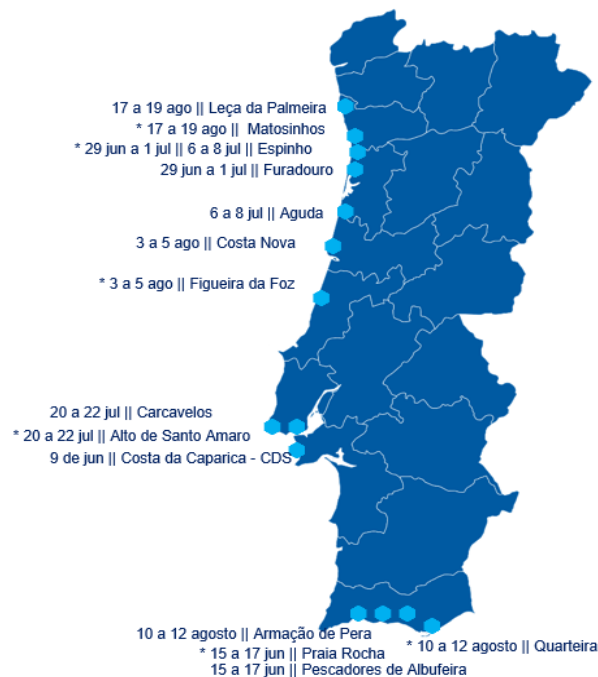 17 a 19 ago || Leça da Palmeira
* 17 a 19 ago || Matosinhos
* 29 jun a 1 jul || 6 a 8 jul || Espinho
29 jun a 1 jul || Furadouro
6 a 8 jul || Aguda
3 a 5 ago || Costa Nova
* 3 a 5 ago || Figueira da Foz
20 a 22 jul || Carcavelos
* 20 a 22 jul || Alto de Santo Amaro
9 de jun || Costa da Caparica - CDS
10 a 12 agosto || Armação de Pera
* 10 a 12 agosto || Quarteira
* 15 a 17 jun || Praia Rocha
15 a 17 jun || Pescadores de Albufeira